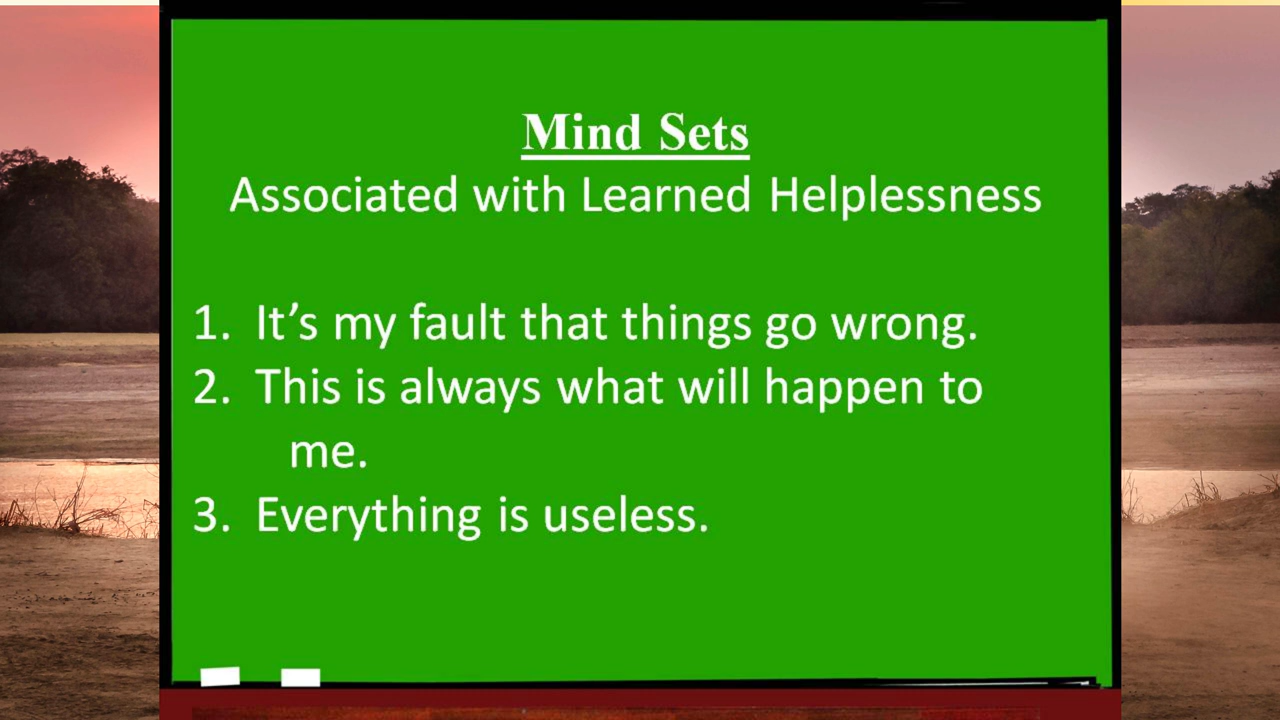 Mind Sets
Associated with Learned Helplessness
1. It’s my fault that things go wrong.
2. This is always what will happen to
me.
3. Everything is useless.